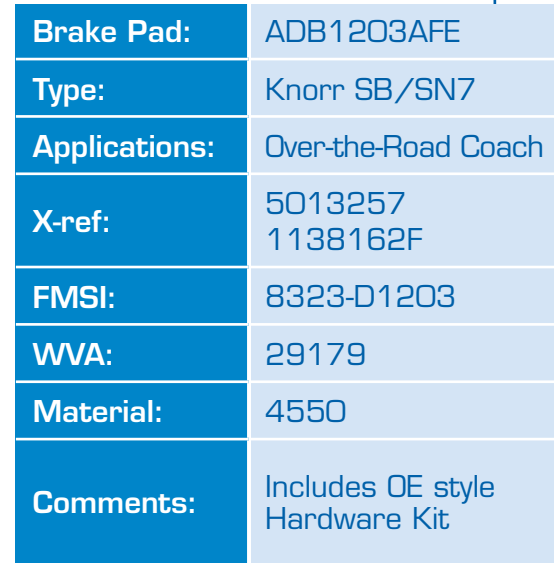 Brake Pad: ADB1203AFE
Type: Knorr SB/SN7
Applications: Over-the-Road Coach
X-ref: 5013257
1138162F
FMSI: 8323-D1203
WVA: 29179
Material: 4550
Comments: Includes OE style
Hardware Kit